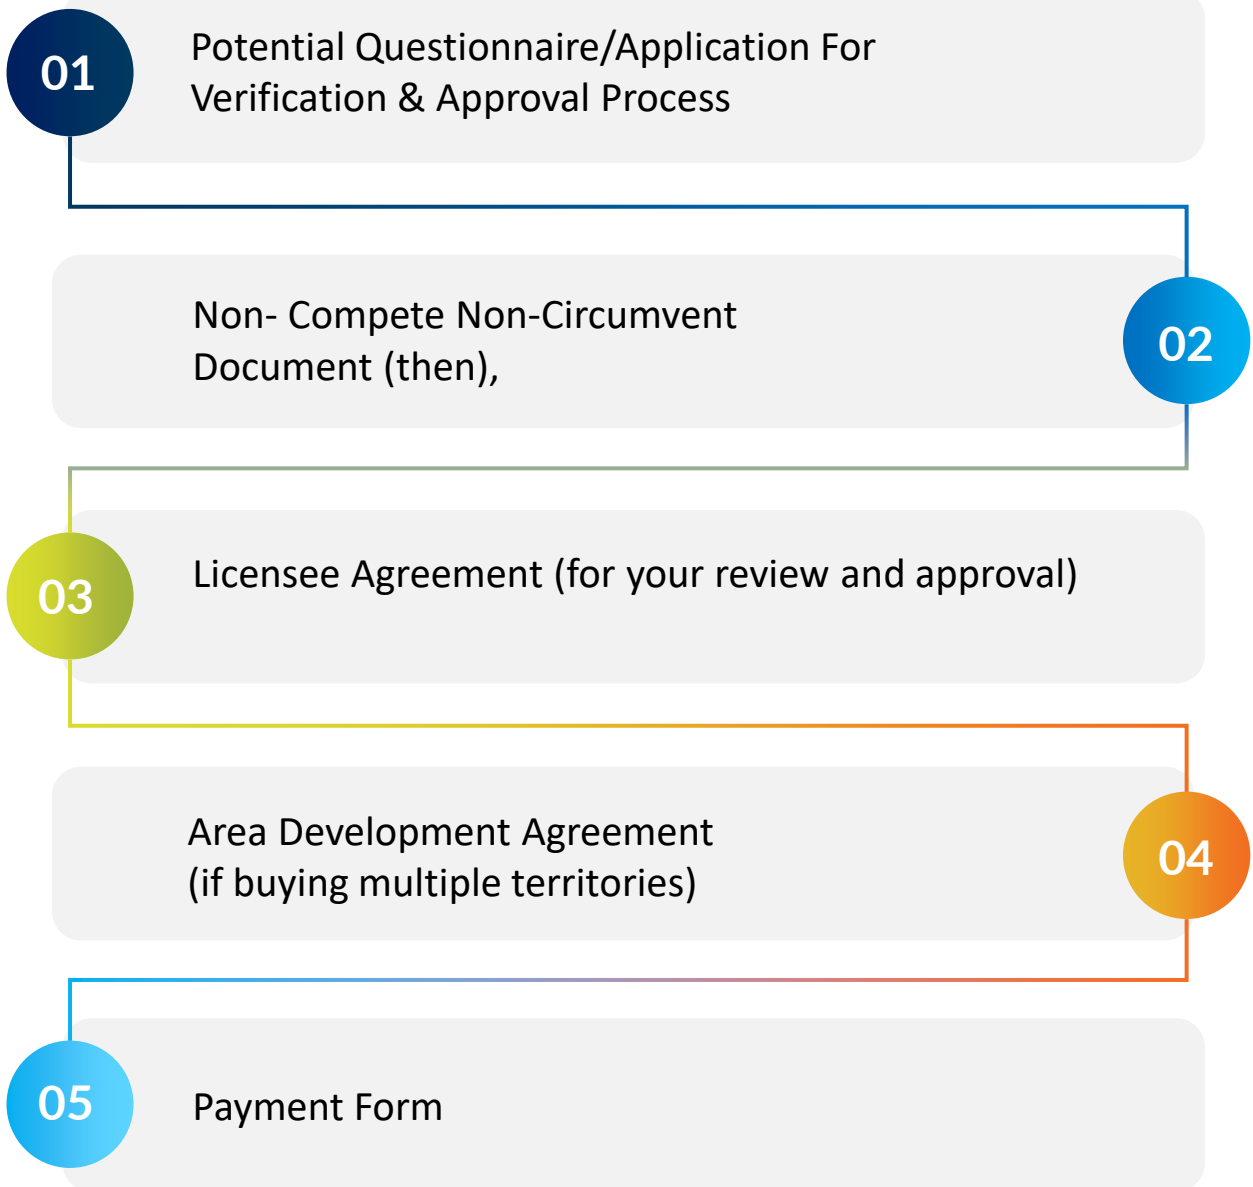 01
Potential Questionnaire/Application For
Verification & Approval Process
Non- Compete Non-Circumvent
Document (then),
02
03
Licensee Agreement (for your review and approval)
Area Development Agreement
(if buying multiple territories)
04
05
Payment Form